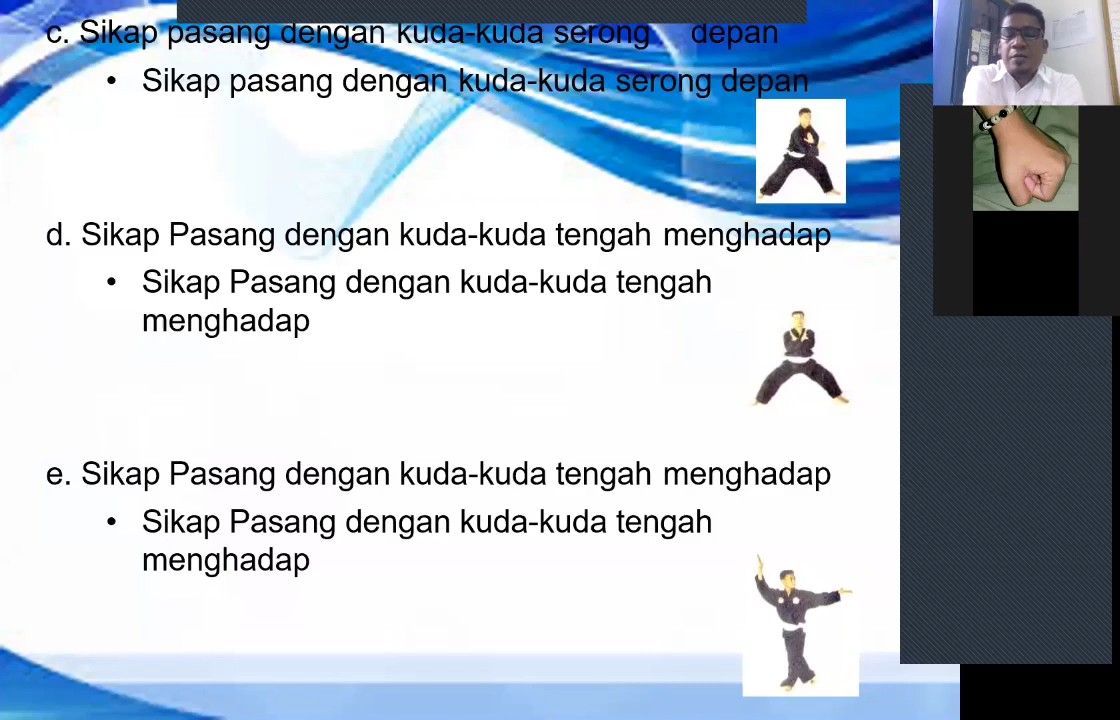 c. Sikap pasang dengan kuda-kuda serong depan
• Sikap pasang dengan kuda-kuda serong depan
d. Sikap Pasang dengan kuda-kuda tengah menghadap
• Sikap Pasang dengan kuda-kuda tengah
menghadap
e. Sikap Pasang dengan kuda-kuda tengah menghadap
• Sikap Pasang dengan kuda-kuda tengah
menghadap